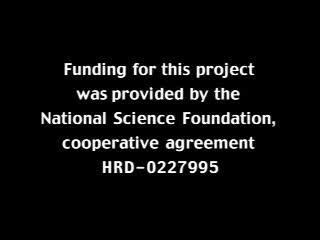 Funding for this project
was provided by the
National Science Foundation,
cooperative agreement
HRD-0227995